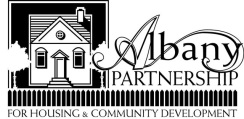 Albany
PARTNERSHIP
FOR HOUSING & COMMUNITY DEVELOPMENT